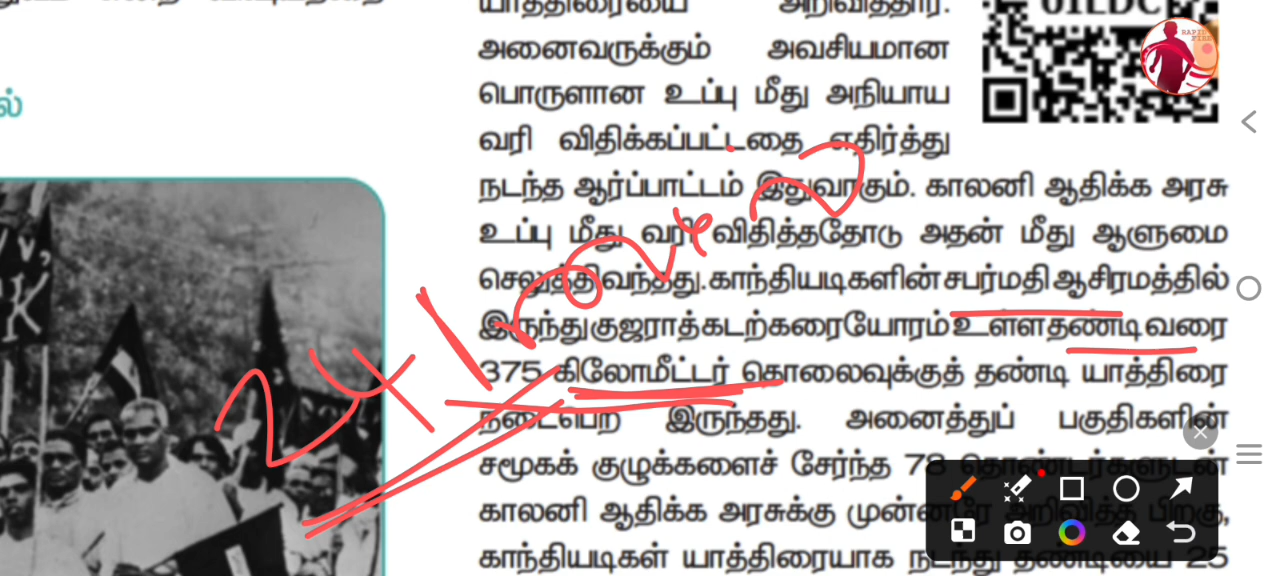 யாத்திரையை அறிவித்தார்.
அனைவருக்கும் அவசியமான
பொருளான உப்பு மீது அநியாய
வரி விதிக்கப்பட்டதை எதிர்த்து
நடந்த ஆர்ப்பாட்டம் இதுவாகும். காலனி ஆதிக்க அரசு
உப்பு மீது வரி விதித்ததோடு அதன் மீது ஆளுமை
செலுத்திவந்தது. காந்தியடிகளின் சபர்மதி ஆசிரமத்தில்
இருந்து குஜராத் கடற்கரையோரம் உள்ள தண்டி வரை
375 கிலோமீட்டர் தொலைவுக்குத் தண்டி யாத்திரை
நடைபெற இருந்தது. அனைத்துப் பகுதிகளின்
சமூகக் குழுக்களைச் சேர்ந்த 78 தொண்டர்களுடன்
காலனி ஆதிக்க அரசுக்கு முன்னரே அறிவித்த பிறகு,
காந்தியடிகள் யாத்திரையாக நடந்து தண்டியை 25
ல்
RAPID
FIRE